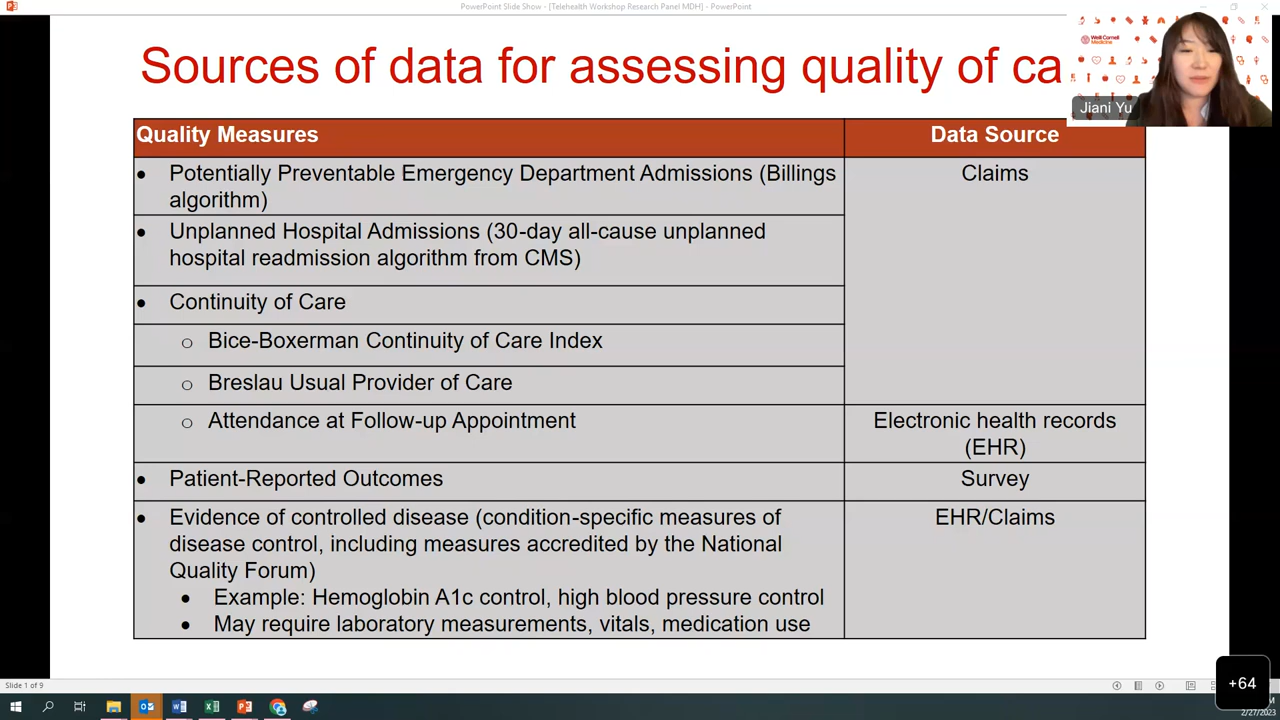 PowerPoint Slide Show - [Telehealth Workshop Research Panel MDH] - PowerPoint
Sources of data for assessing quality of ca
Weill Cornell
Medicine
Jiani Yu
Quality Measures
Data Source
• Potentially Preventable Emergency Department Admissions (Billings
algorithm)
Claims
• Unplanned Hospital Admissions (30-day all-cause unplanned
hospital readmission algorithm from CMS)
• Continuity of Care
o Bice-Boxerman Continuity of Care Index
o Breslau Usual Provider of Care
o Attendance at Follow-up Appointment
Electronic health records
(EHR)
• Patient-Reported Outcomes
Survey
• Evidence of controlled disease (condition-specific measures of
disease control, including measures accredited by the National
Quality Forum)
• Example: Hemoglobin A1c control, high blood pressure control
• May require laboratory measurements, vitals, medication use
EHR/Claims
Slide 1 of 9
+64
2/27/2023